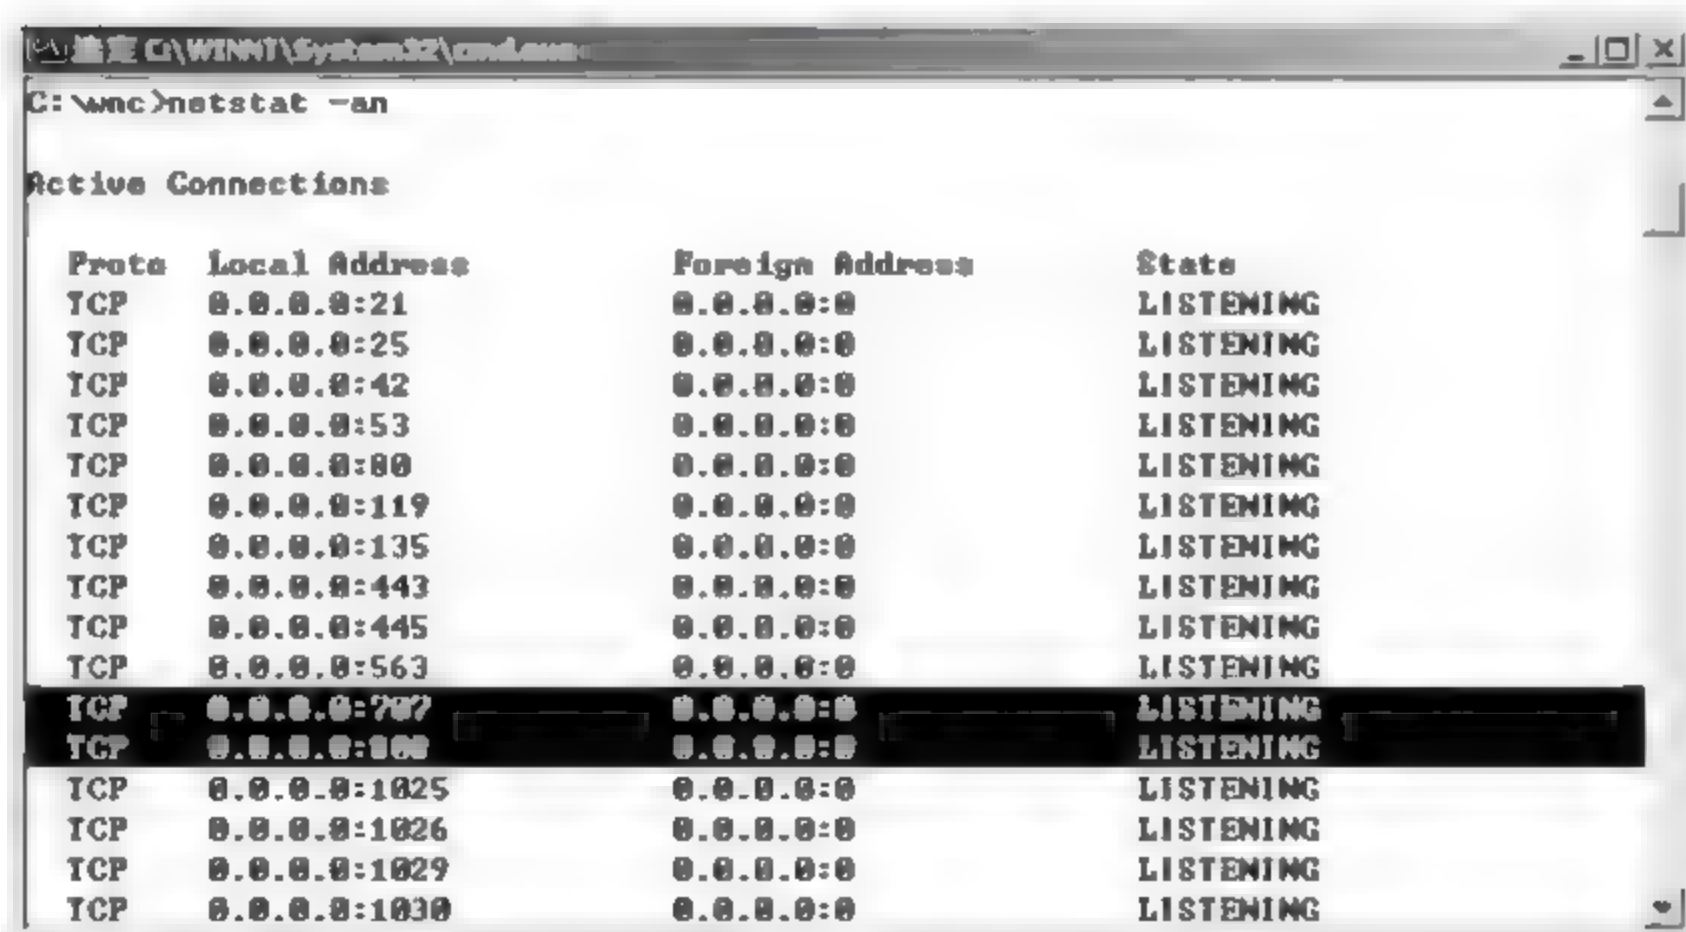 C:\WINNT\System32\cmd.exe
C:\wnc>netstat -an
Active Connections
Proto Local Address Foreign Address State
TCP 0.0.0.0:21 0.0.0.0:0 LISTENING
TCP 0.0.0.0:25 0.0.0.0:0 LISTENING
TCP 0.0.0.0:42 0.0.0.0:0 LISTENING
TCP 0.0.0.0:53 0.0.0.0:0 LISTENING
TCP 0.0.0.0:80 0.0.0.0:0 LISTENING
TCP 0.0.0.0:119 0.0.0.0:0 LISTENING
TCP 0.0.0.0:135 0.0.0.0:0 LISTENING
TCP 0.0.0.0:443 0.0.0.0:0 LISTENING
TCP 0.0.0.0:445 0.0.0.0:0 LISTENING
TCP 0.0.0.0:563 0.0.0.0:0 LISTENING
TCP 0.0.0.0:707 0.0.0.0:0 LISTENING
TCP 0.0.0.0:0 LISTENING
TCP 0.0.0.0:1025 0.0.0.0:0 LISTENING
TCP 0.0.0.0:1026 0.0.0.0:0 LISTENING
TCP 0.0.0.0:1029 0.0.0.0:0 LISTENING
TCP 0.0.0.0:1030 0.0.0.0:0 LISTENING